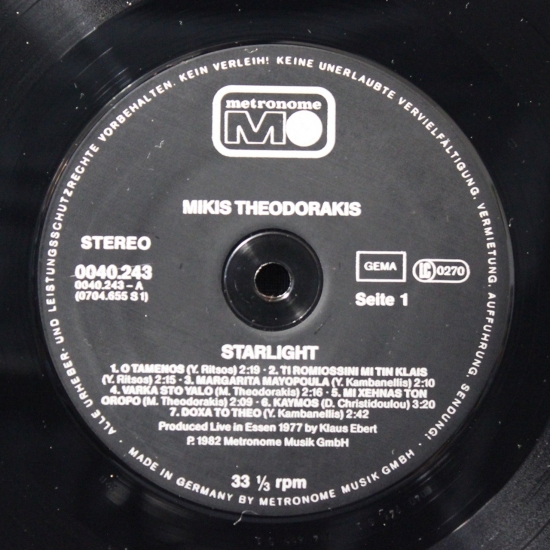 ALLE URHEBER- UND LEISTUNGSSCHUTZRECHTE VORBEHALTEN. KEIN VERLEIH! KEINE UNERLAUBTE VERVIELFÄLTIGUNG, VERMIETUNG, AUFFÜHRUNG, SENDUNG!
metronome
M
MIKIS THEODORAKIS
STEREO
0040.243
0040.243 – A
(0704.655 S 1)
GEMA
LC 0270
Seite 1
STARLIGHT
1. O TAMENOS (Y. Ritsos) 2:19 · 2. TI ROMIOSSINI MI TIN KLAIS
(Y. Ritsos) 2:15 · 3. MARGARITA MAYOPOULA (Y. Kambanellis) 2:10
4. VARKA STO YALO (M. Theodorakis) 2:16 · 5. MI XEHNAS TON
OROPO (M. Theodorakis) 2:09 · 6. KAYMOS (D. Christidoulou) 3:20
7. DOXA TO THEO (Y. Kambanellis) 2:42
Produced Live in Essen 1977 by Klaus Ebert
P. 1982 Metronome Musik GmbH
33 ⅓ rpm
MADE IN GERMANY BY METRONOME MUSIK GMBH